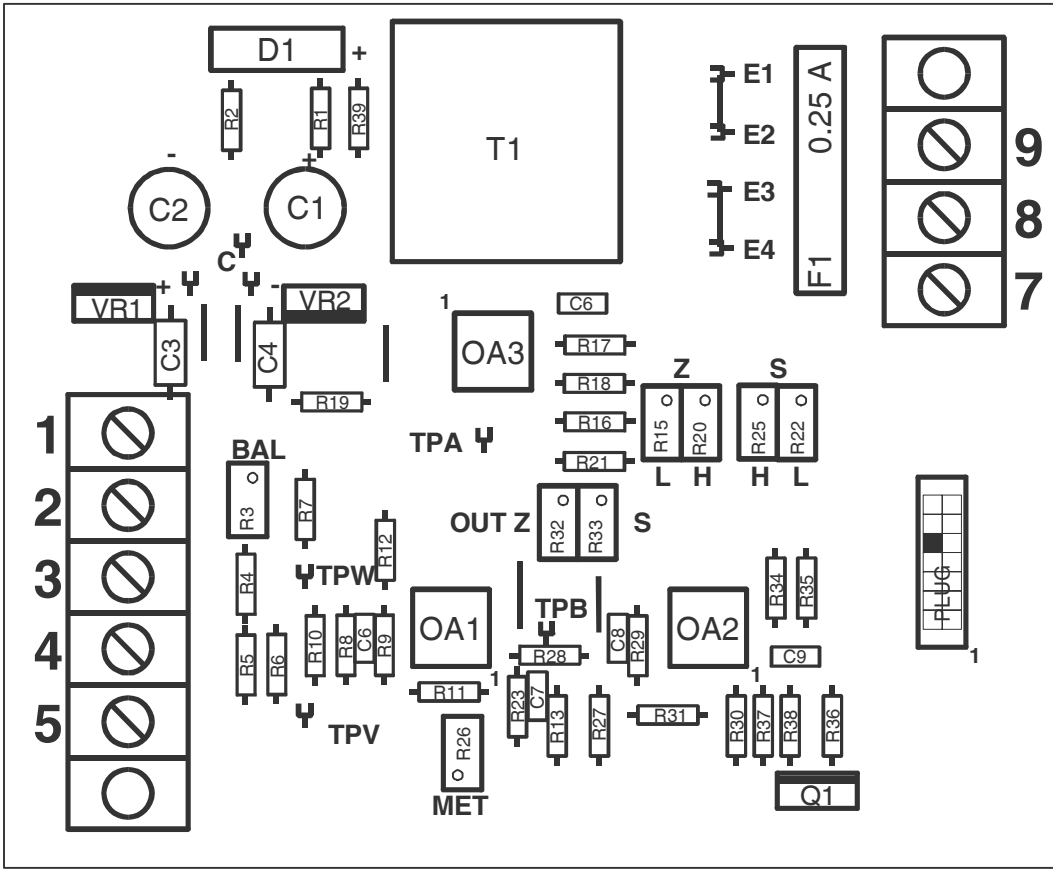 D1 +
R2 R1 R39
T1
E1
E2
E3
E4
F1 0.25 A
9
8
7
- +
C2 C1
C
+ -
VR1 VR2
C3 C4
R19
1
OA3
C6
R17
R18
R16
R21
TPA
Z S
R15 R20 R25 R22
L H H L
1
2
3
4
5
BAL
R3
R7
R12
R4
TPW
R5 R6 R10 R8 C6 R9
TPV
OUT Z S
R32 R33
OA1
1
R11
R26
MET
TPB
R28
R23 C7 R13 R27
C8 R29
OA2
1
R31
R34 R35
C9
R30 R37 R38 R36
Q1
PLUG
1